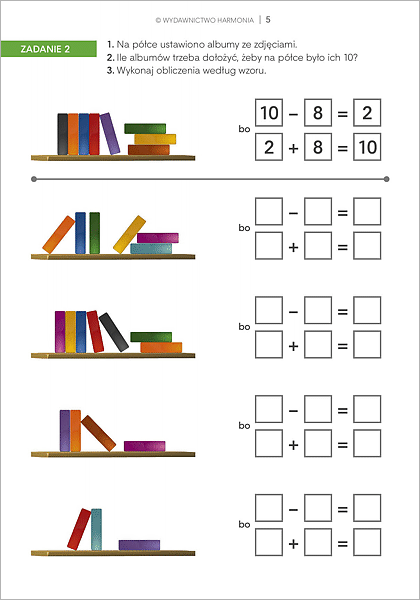 © WYDAWNICTWO HARMONIA | 5
ZADANIE 2
1. Na półce ustawiono albumy ze zdjęciami.
2. Ile albumów trzeba dołożyć, żeby na półce było ich 10?
3. Wykonaj obliczenia według wzoru.
10 – 8 = 2
bo
2 + 8 = 10
– =
bo
+ =
– =
bo
+ =
– =
bo
+ =
– =
bo
+ =